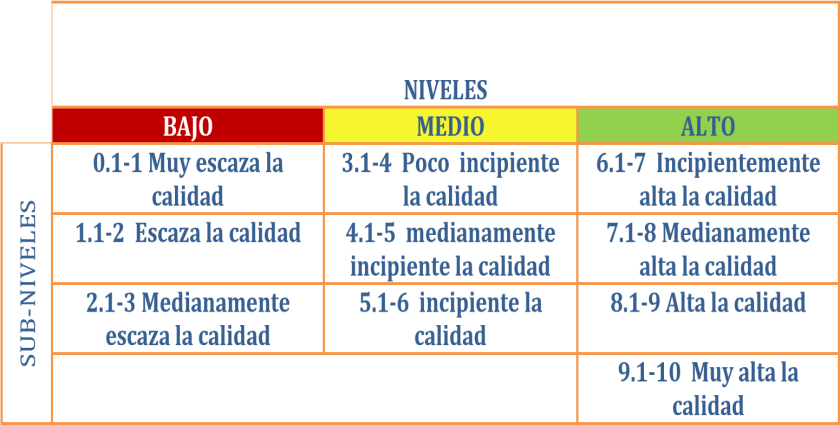 NIVELES
BAJO MEDIO ALTO
SUB-NIVELES
0.1-1 Muy escaza la
calidad
3.1-4 Poco incipiente
la calidad
6.1-7 Incipientemente
alta la calidad
1.1-2 Escaza la calidad
4.1-5 medianamente
incipiente la calidad
7.1-8 Medianamente
alta la calidad
2.1-3 Medianamente
escaza la calidad
5.1-6 incipiente la
calidad
8.1-9 Alta la calidad
9.1-10 Muy alta la
calidad